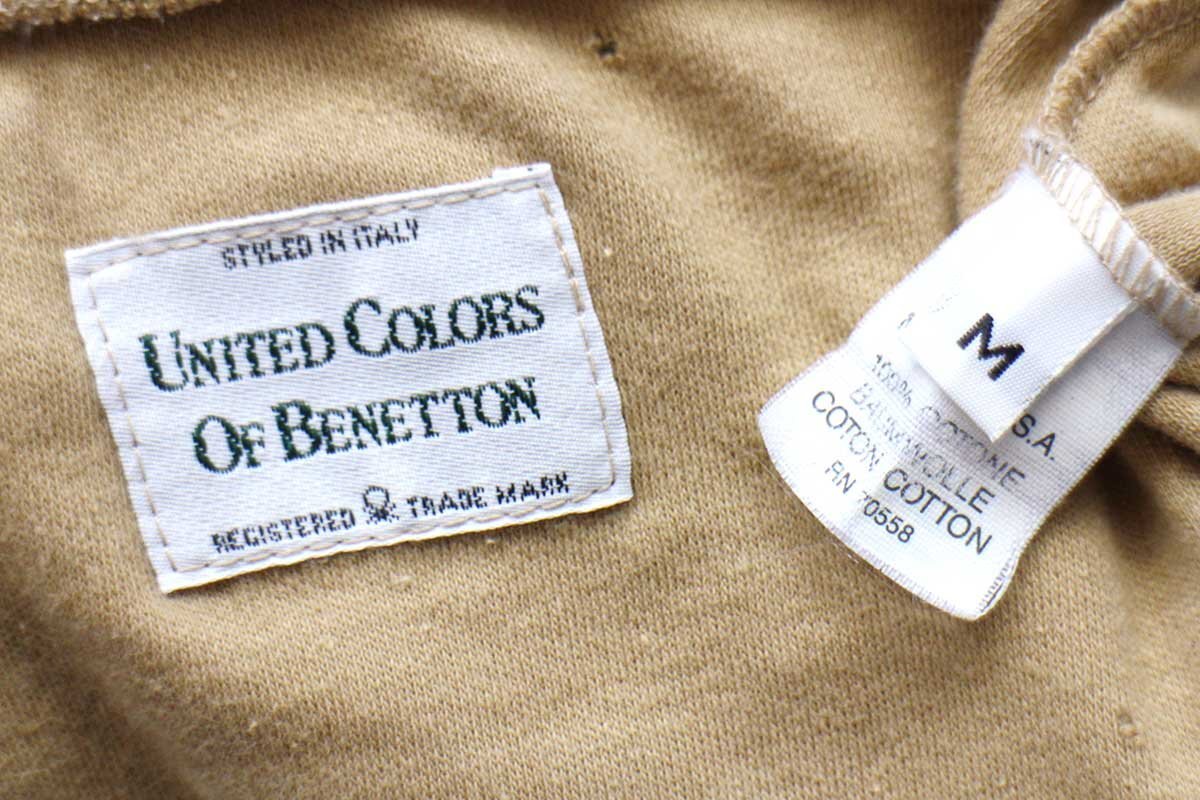 STYLED IN ITALY
UNITED COLORS
OF BENETTON
REGISTERED TRADE MARK
M
S.A.
100% COTONE
BAUMWOLLE
COTON COTTON
RN 70558